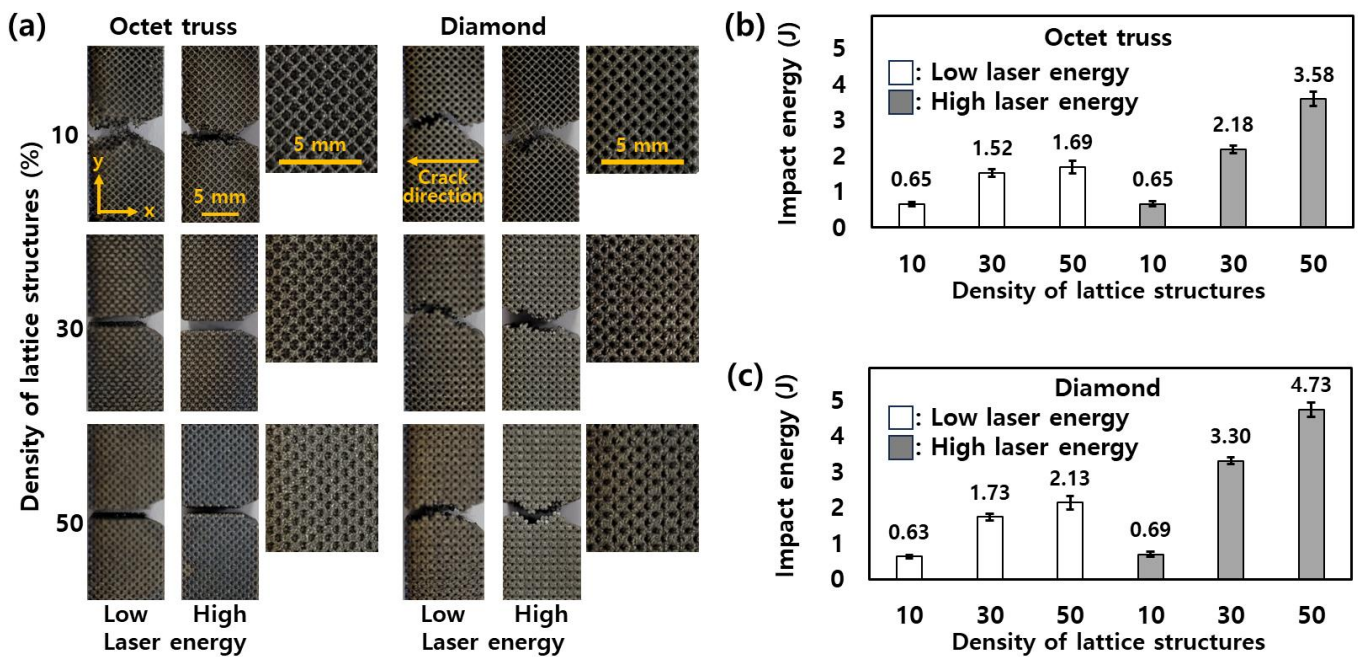 (a)
Octet truss
Diamond
Density of lattice structures (%)
10
30
50
y
x
5 mm
5 mm
Crack
direction
5 mm
Low
High
Laser energy
Low
High
Laser energy
(b)
Impact energy (J)
5
4
3
2
1
0
Octet truss
: Low laser energy
: High laser energy
0.65
1.52
1.69
0.65
2.18
3.58
10 30 50 10 30 50
Density of lattice structures
(c)
Impact energy (J)
5
4
3
2
1
0
Diamond
: Low laser energy
: High laser energy
0.63
1.73
2.13
0.69
3.30
4.73
10 30 50 10 30 50
Density of lattice structures